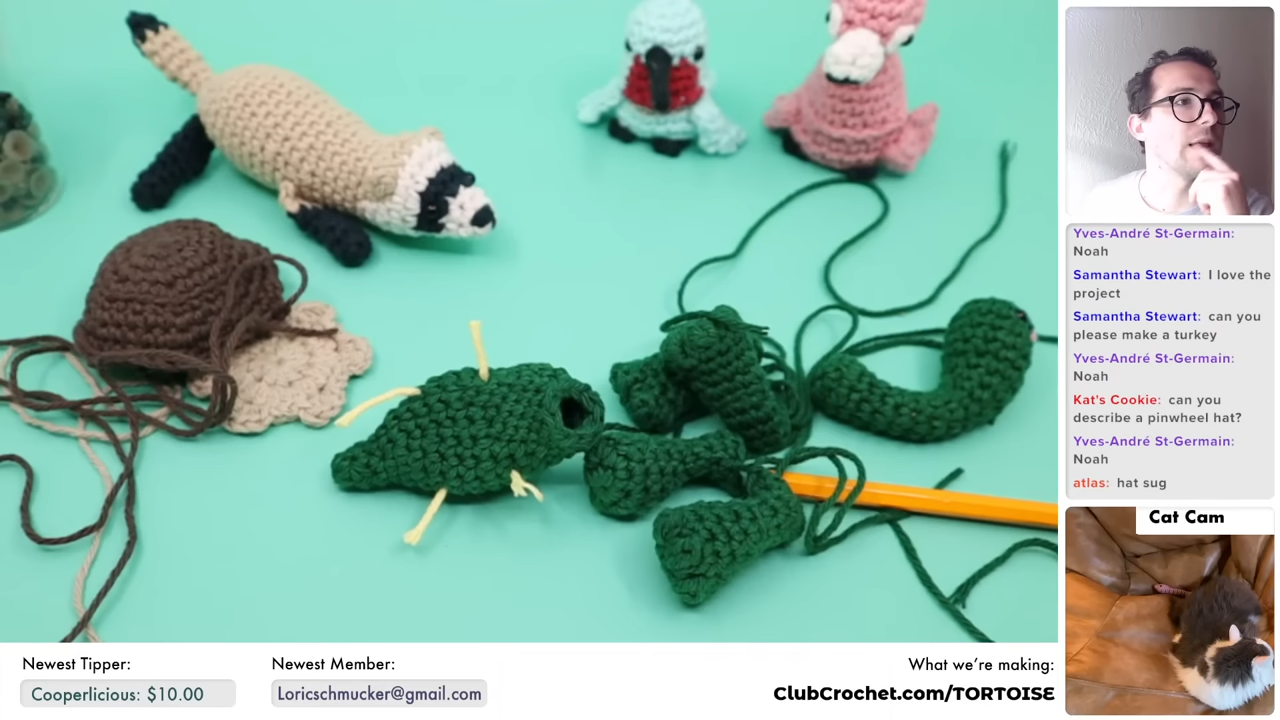 Yves-André St-Germain:
Noah
Samantha Stewart: I love the
project
Samantha Stewart: can you
please make a turkey
Yves-André St-Germain:
Noah
Kat's Cookie: can you
describe a pinwheel hat?
Yves-André St-Germain:
Noah
atlas: hat sug
Cat Cam
Newest Tipper:
Cooperlicious: $10.00
Newest Member:
Loricschmucker@gmail.com
What we're making:
ClubCrochet.com/TORTOISE